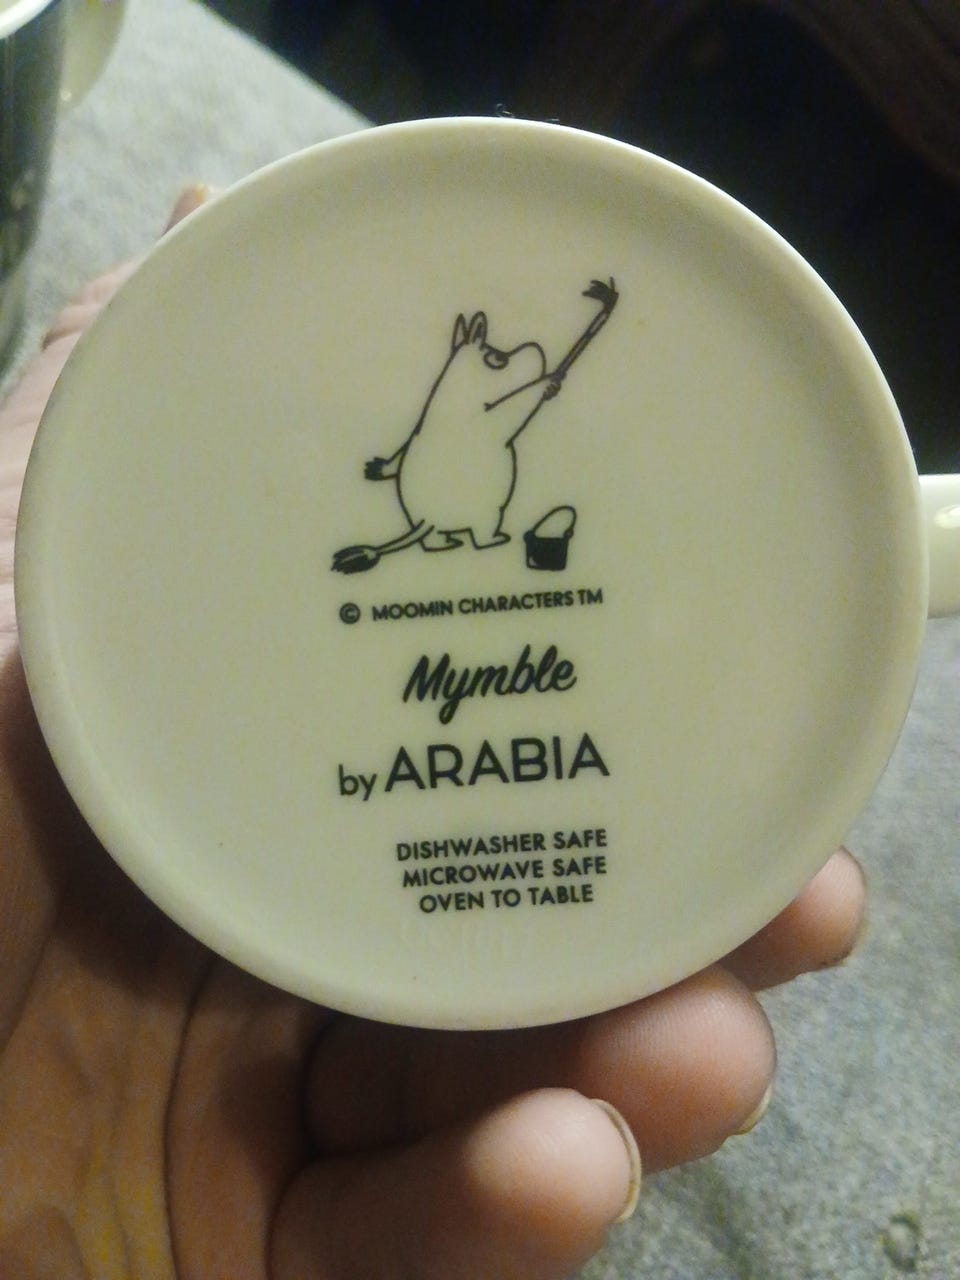 © MOOMIN CHARACTERS TM
Mymble
by ARABIA
DISHWASHER SAFE
MICROWAVE SAFE
OVEN TO TABLE